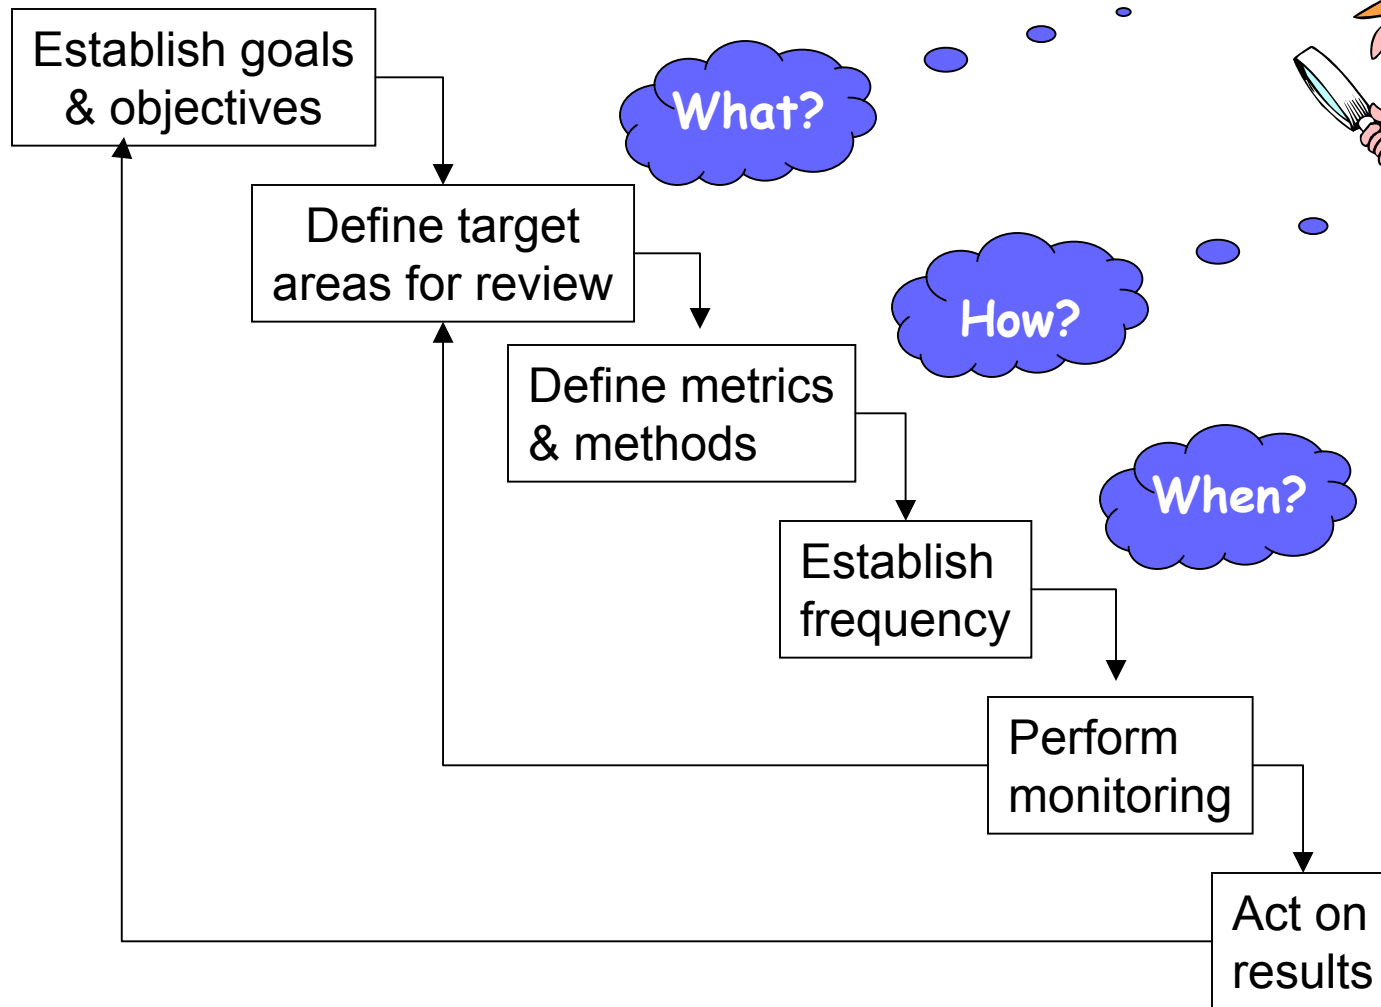 Establish goals
& objectives
What?
Define target
areas for review
How?
Define metrics
& methods
When?
Establish
frequency
Perform
monitoring
Act on
results